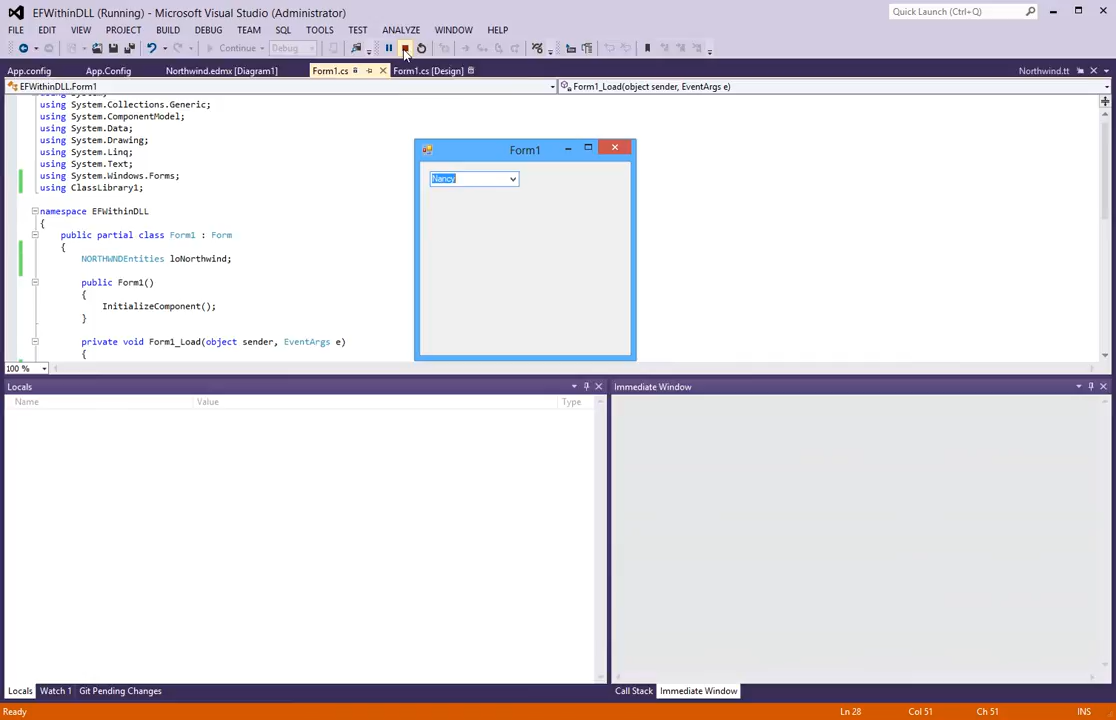 EFWithinDLL (Running) - Microsoft Visual Studio (Administrator)
Quick Launch (Ctrl+Q)
FILE EDIT VIEW PROJECT BUILD DEBUG TEAM SQL TOOLS TEST ANALYZE WINDOW HELP
Continue Debug
App.config App.Config Northwind.edmx [Diagram1] Form1.cs Form1.cs [Design] Northwind.tt
EFWithinDLL.Form1 Form1_Load(object sender, EventArgs e)
using System.Collections.Generic;
using System.ComponentModel;
using System.Data;
using System.Drawing;
using System.Linq;
using System.Text;
using System.Windows.Forms;
using ClassLibrary1;
namespace EFWithinDLL
{
public partial class Form1 : Form
{
NORTHWNDEntities loNorthwind;
public Form1()
{
InitializeComponent();
}
private void Form1_Load(object sender, EventArgs e)
{
100 %
Form1
Nancy
Locals
Name Value Type
Immediate Window
Locals Watch 1 Git Pending Changes
Call Stack Immediate Window
Ready Ln 28 Col 51 Ch 51 INS